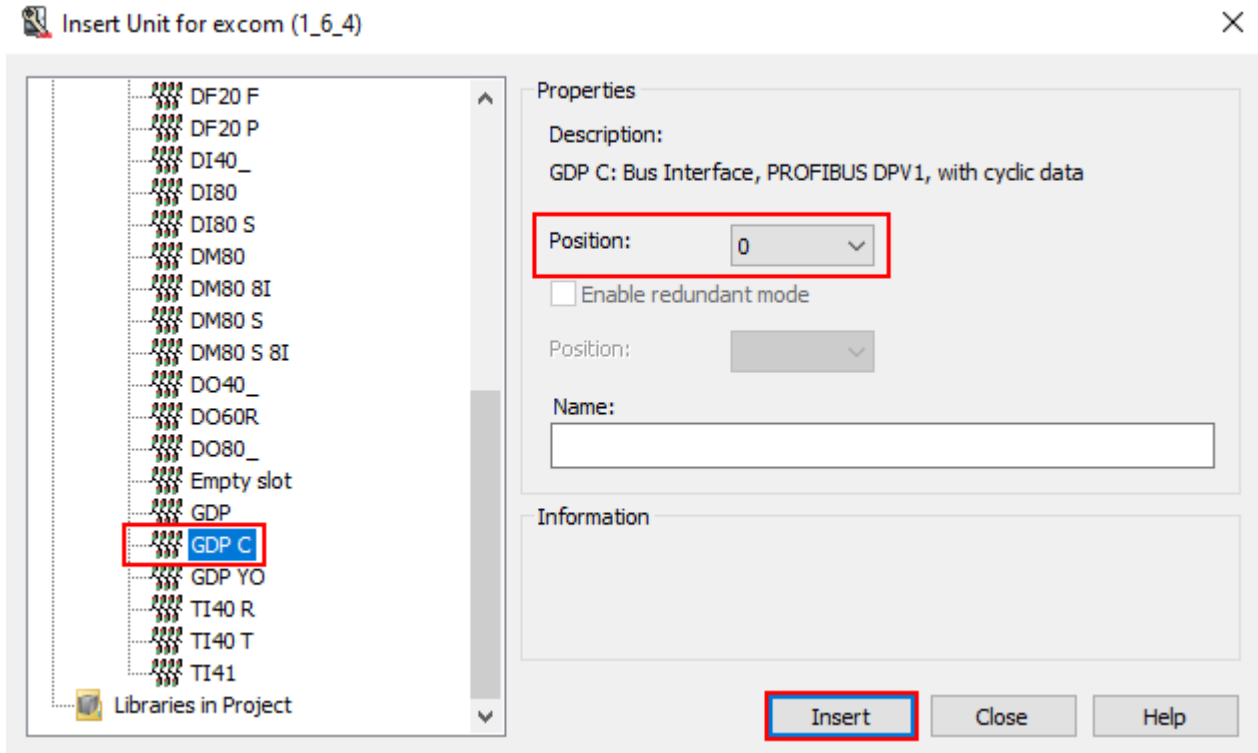 Insert Unit for excom (1_6_4)
DF20 F
DF20 P
DI40_
DI80
DI80 S
DM80
DM80 8I
DM80 S
DM80 S 8I
DO40_
DO60R
DO80_
Empty slot
GDP
GDP C
GDP YO
TI40 R
TI40 T
TI41
Libraries in Project
Properties
Description:
GDP C: Bus Interface, PROFIBUS DPV1, with cyclic data
Position: 0
Enable redundant mode
Position:
Name:
Information
Insert Close Help